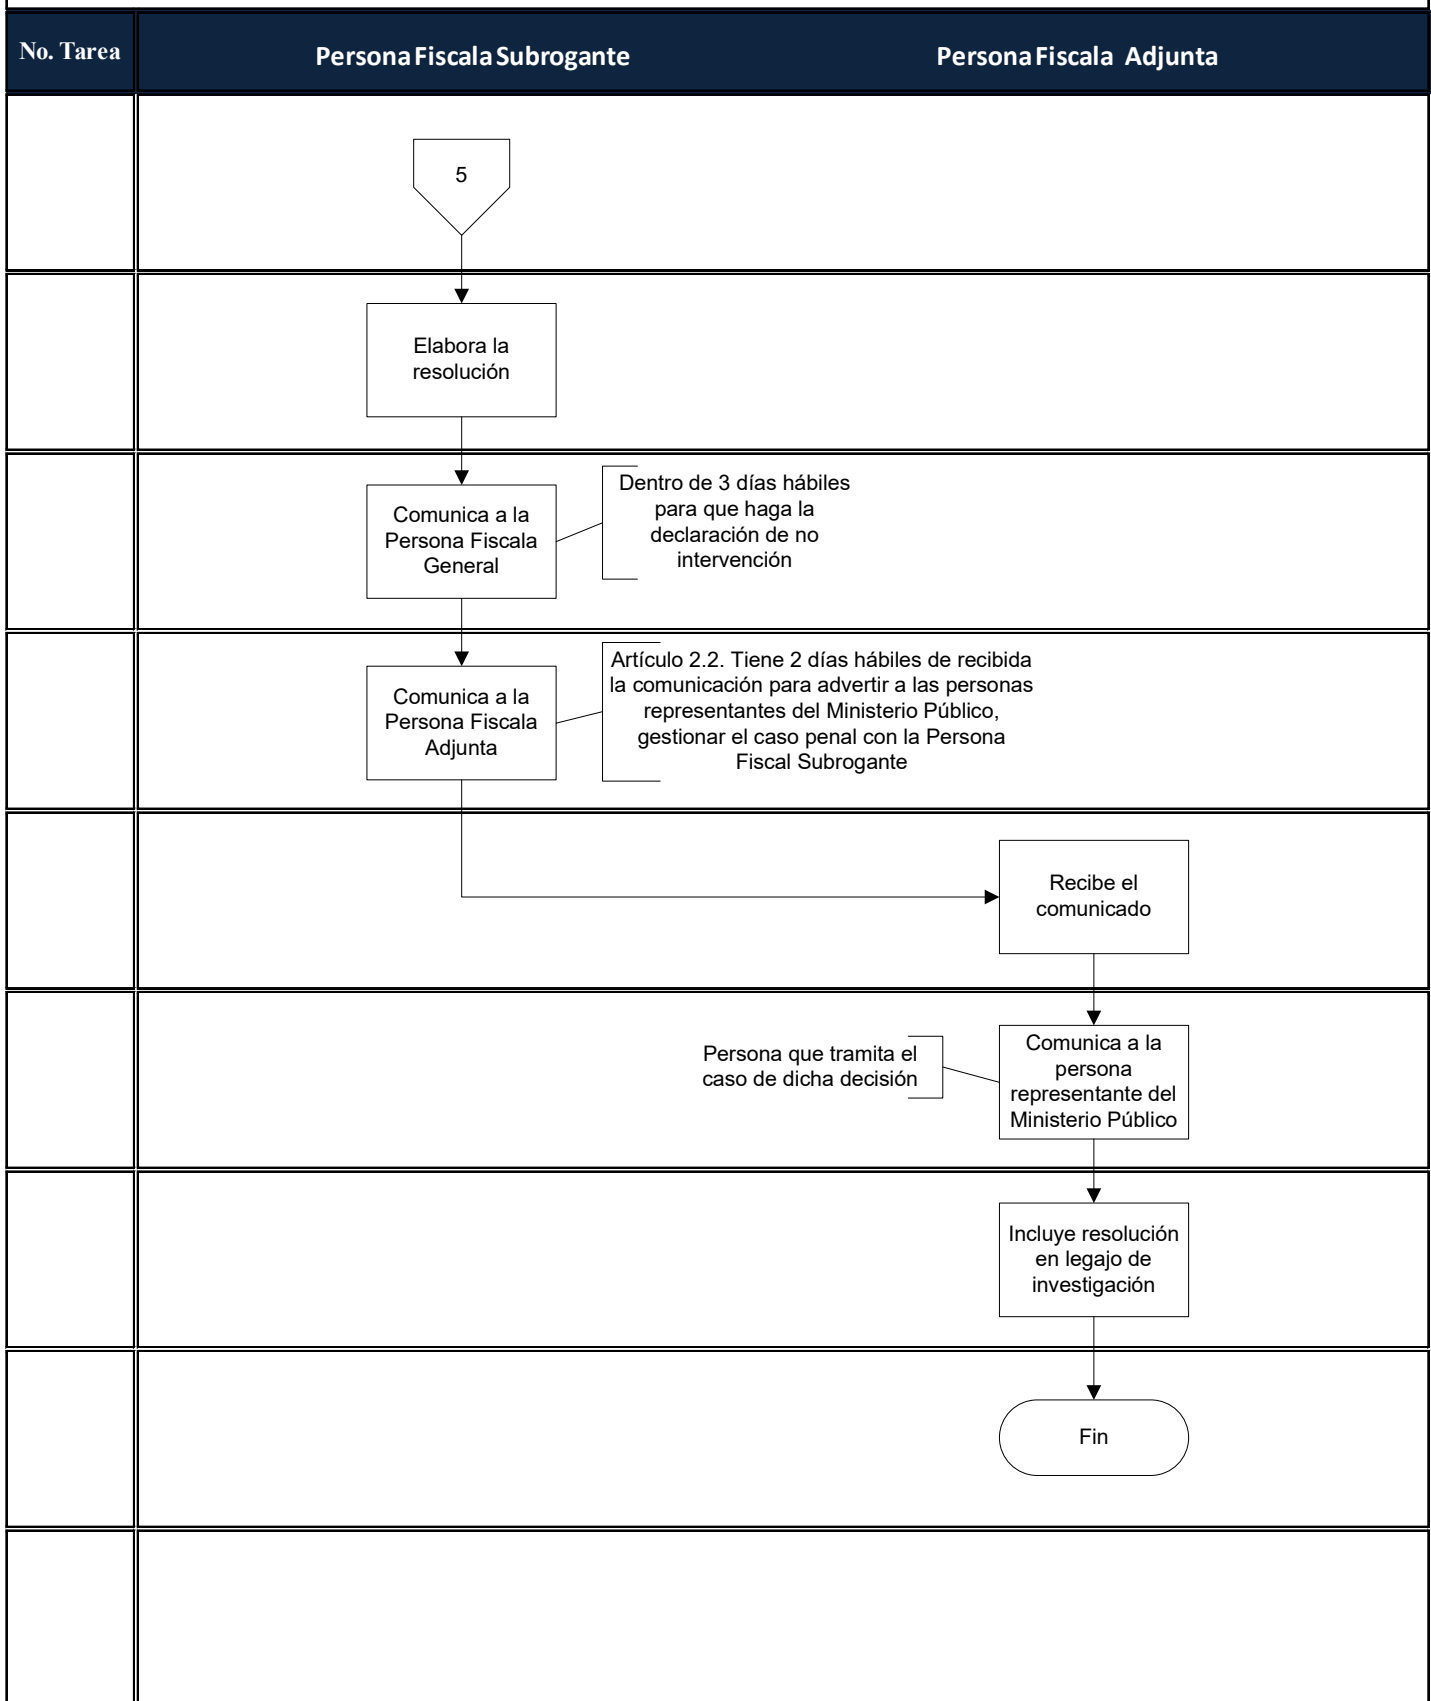 No. Tarea
Persona Fiscala Subrogante
Persona Fiscala Adjunta
5
Elabora la
resolución
Comunica a la
Persona Fiscala
General
Dentro de 3 días hábiles
para que haga la
declaración de no
intervención
Comunica a la
Persona Fiscala
Adjunta
Artículo 2.2. Tiene 2 días hábiles de recibida
la comunicación para advertir a las personas
representantes del Ministerio Público,
gestionar el caso penal con la Persona
Fiscal Subrogante
Recibe el
comunicado
Persona que tramita el
caso de dicha decisión
Comunica a la
persona
representante del
Ministerio Público
Incluye resolución
en legajo de
investigación
Fin